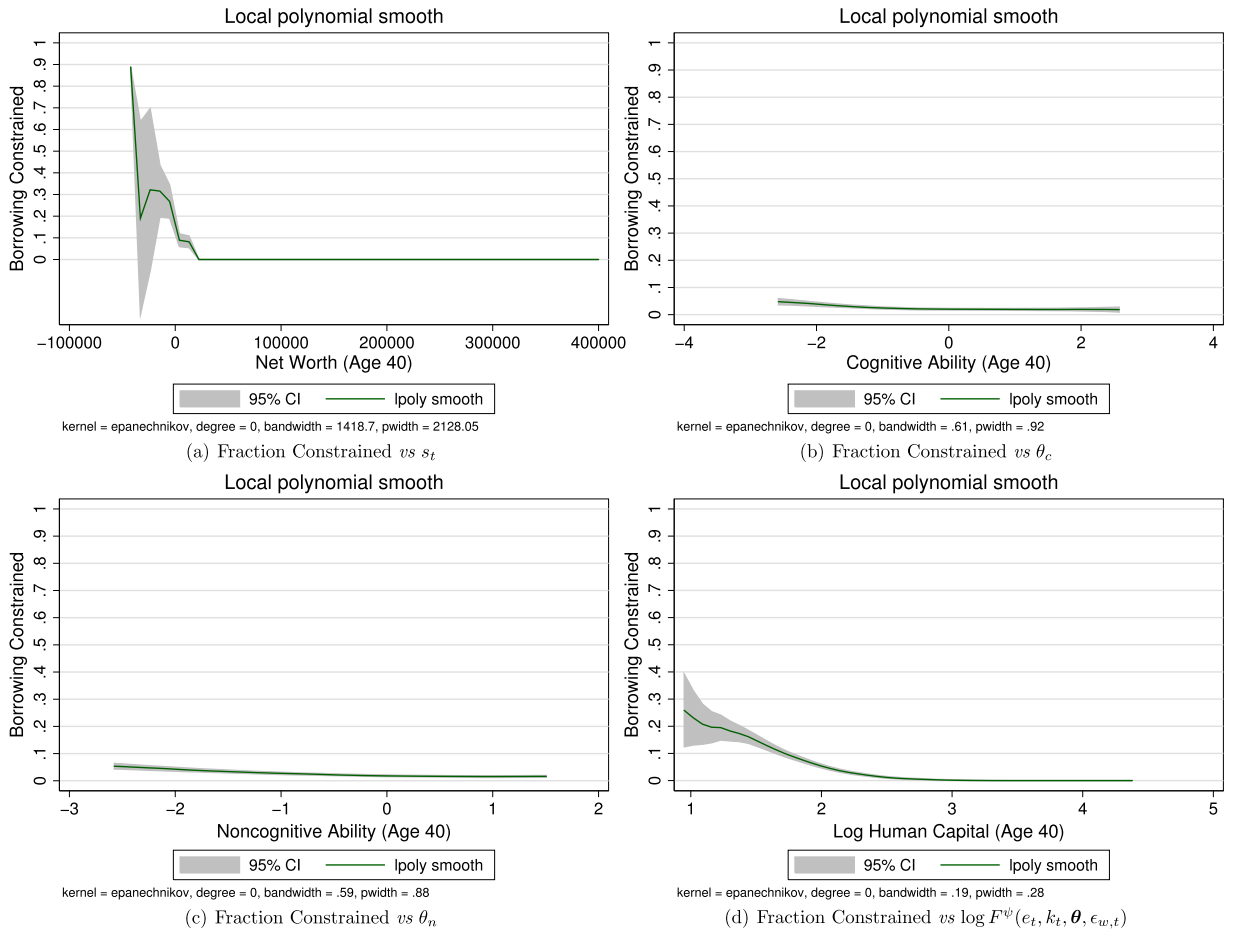 Local polynomial smooth
Borrowing Constrained
0 .1 .2 .3 .4 .5 .6 .7 .8 .9 1
−100000 0 100000 200000 300000 400000
Net Worth (Age 40)
95% CI lpoly smooth
kernel = epanechnikov, degree = 0, bandwidth = 1418.7, pwidth = 2128.05
(a) Fraction Constrained vs s_t
Local polynomial smooth
Borrowing Constrained
0 .1 .2 .3 .4 .5 .6 .7 .8 .9 1
−4 −2 0 2 4
Cognitive Ability (Age 40)
95% CI lpoly smooth
kernel = epanechnikov, degree = 0, bandwidth = .61, pwidth = .92
(b) Fraction Constrained vs θ_c
Local polynomial smooth
Borrowing Constrained
0 .1 .2 .3 .4 .5 .6 .7 .8 .9 1
−3 −2 −1 0 1 2
Noncognitive Ability (Age 40)
95% CI lpoly smooth
kernel = epanechnikov, degree = 0, bandwidth = .59, pwidth = .88
(c) Fraction Constrained vs θ_n
Local polynomial smooth
Borrowing Constrained
0 .1 .2 .3 .4 .5 .6 .7 .8 .9 1
1 2 3 4 5
Log Human Capital (Age 40)
95% CI lpoly smooth
kernel = epanechnikov, degree = 0, bandwidth = .19, pwidth = .28
(d) Fraction Constrained vs log F^ψ(e_t, k_t, θ, ϵ_{w,t})